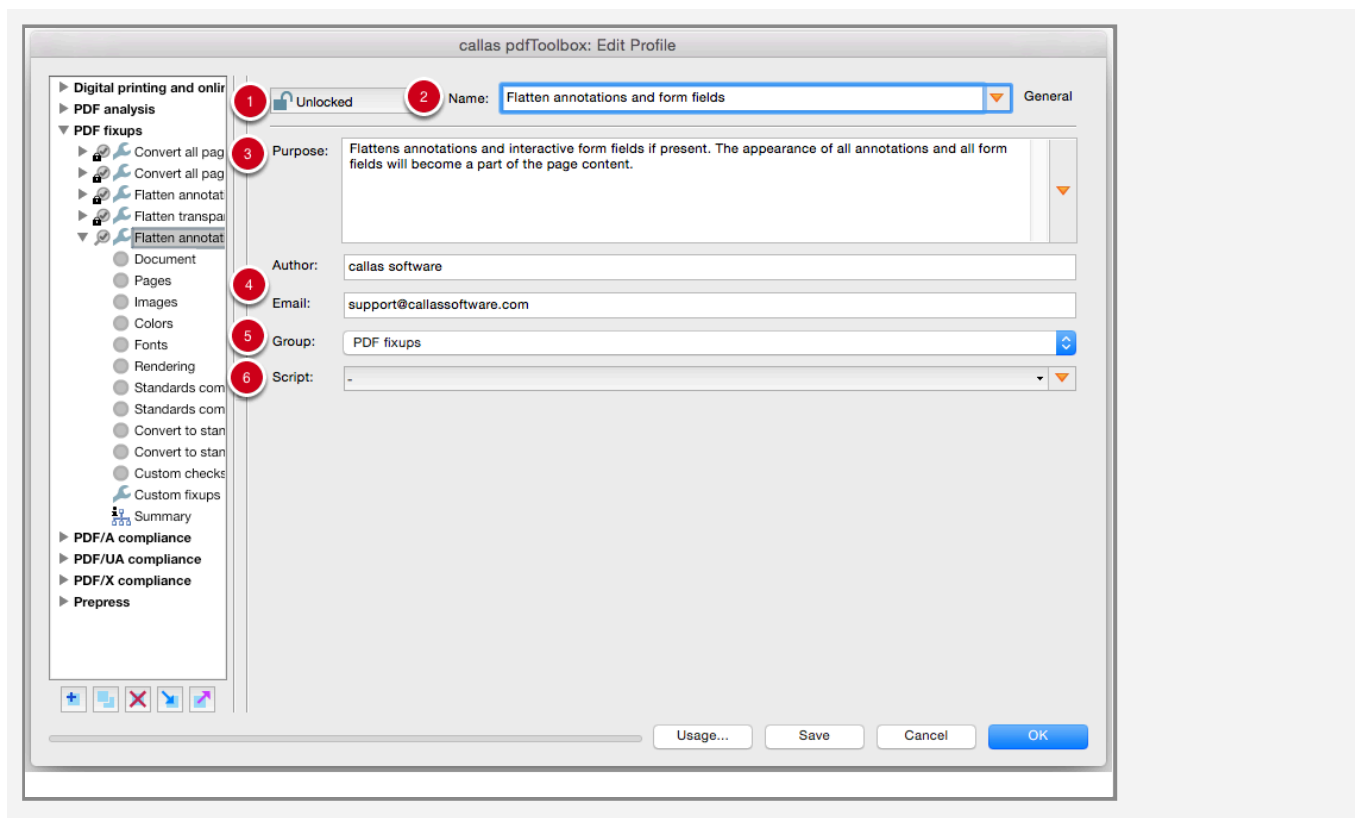 callas pdfToolbox: Edit Profile
Digital printing and onlin
PDF analysis
PDF fixups
Convert all pag
Convert all pag
Flatten annotat
Flatten transpa
Flatten annotat
Document
Pages
Images
Colors
Fonts
Rendering
Standards com
Standards com
Convert to stan
Convert to stan
Custom checks
Custom fixups
Summary
PDF/A compliance
PDF/UA compliance
PDF/X compliance
Prepress
1 Unlocked 2 Name: Flatten annotations and form fields General
3 Purpose: Flattens annotations and interactive form fields if present. The appearance of all annotations and all form
fields will become a part of the page content.
Author: callas software
4
Email: support@callassoftware.com
5 Group: PDF fixups
6 Script: -
Usage... Save Cancel OK